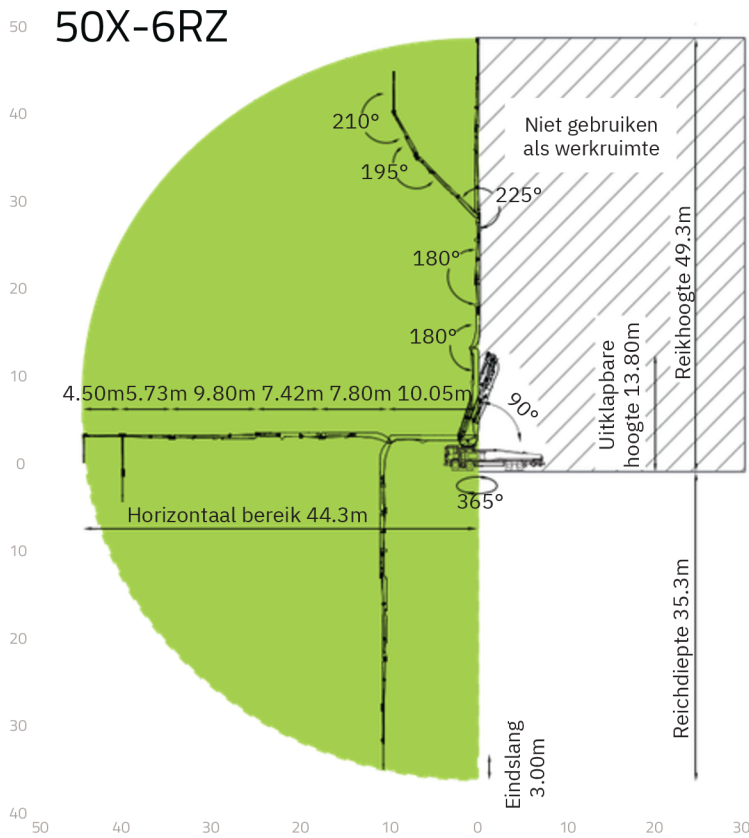 50X-6RZ
50
40
30
20
10
0
10
20
30
40
210°
195°
225°
180°
180°
Niet gebruiken
als werkruimte
Reikhoogte 49.3m
Uitklapbare
hoogte 13.80m
90°
4.50m 5.73m 9.80m 7.42m 7.80m 10.05m
365°
Horizontaal bereik 44.3m
Reichdiepte 35.3m
Eindslang
3.00m
50 40 30 20 10 0 10 20 30